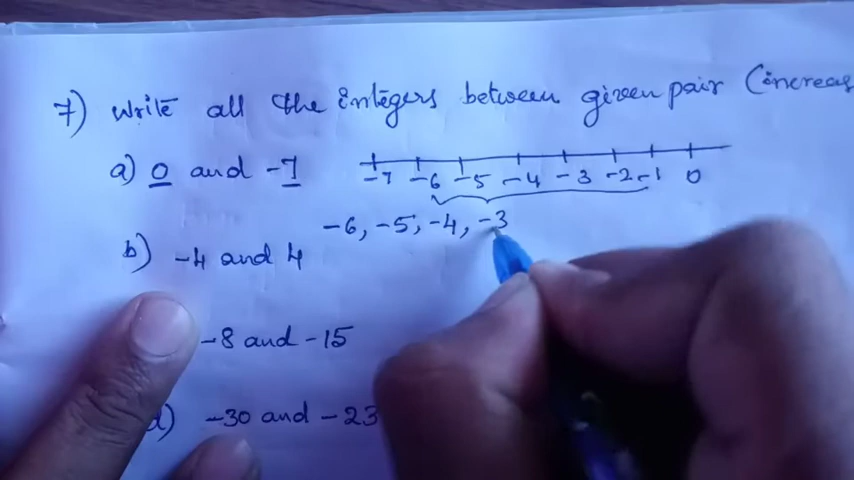 7) Write all the integers between given pair (increas
a) 0 and -7
-7 -6 -5 -4 -3 -2 -1 0
-6, -5, -4, -3
b) -4 and 4
-8 and -15
d) -30 and -23